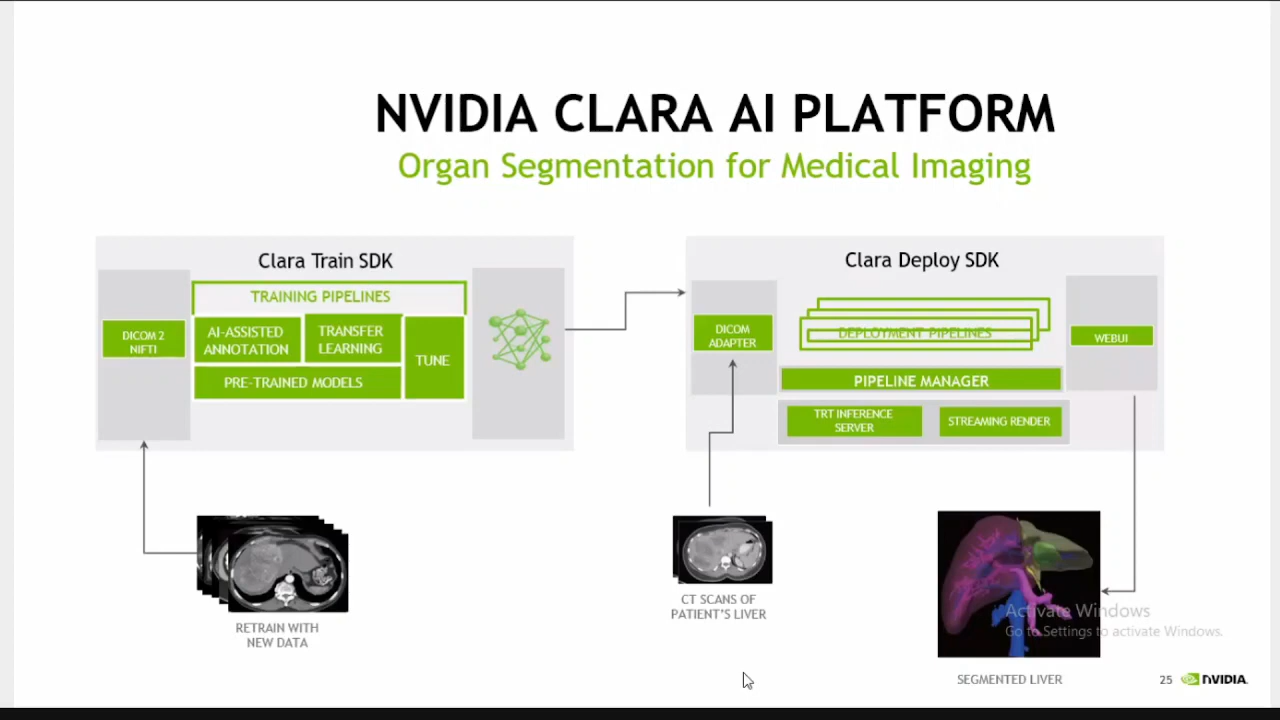 NVIDIA CLARA AI PLATFORM
Organ Segmentation for Medical Imaging
Clara Train SDK
TRAINING PIPELINES
DICOM 2
NIFTI
AI-ASSISTED
ANNOTATION
TRANSFER
LEARNING
TUNE
PRE-TRAINED MODELS
RETRAIN WITH
NEW DATA
Clara Deploy SDK
DICOM
ADAPTER
DEPLOYMENT PIPELINES
WEBUI
PIPELINE MANAGER
TRT INFERENCE
SERVER
STREAMING RENDER
CT SCANS OF
PATIENT'S LIVER
Activate Windows
Go to Settings to activate Windows.
SEGMENTED LIVER
25
NVIDIA.